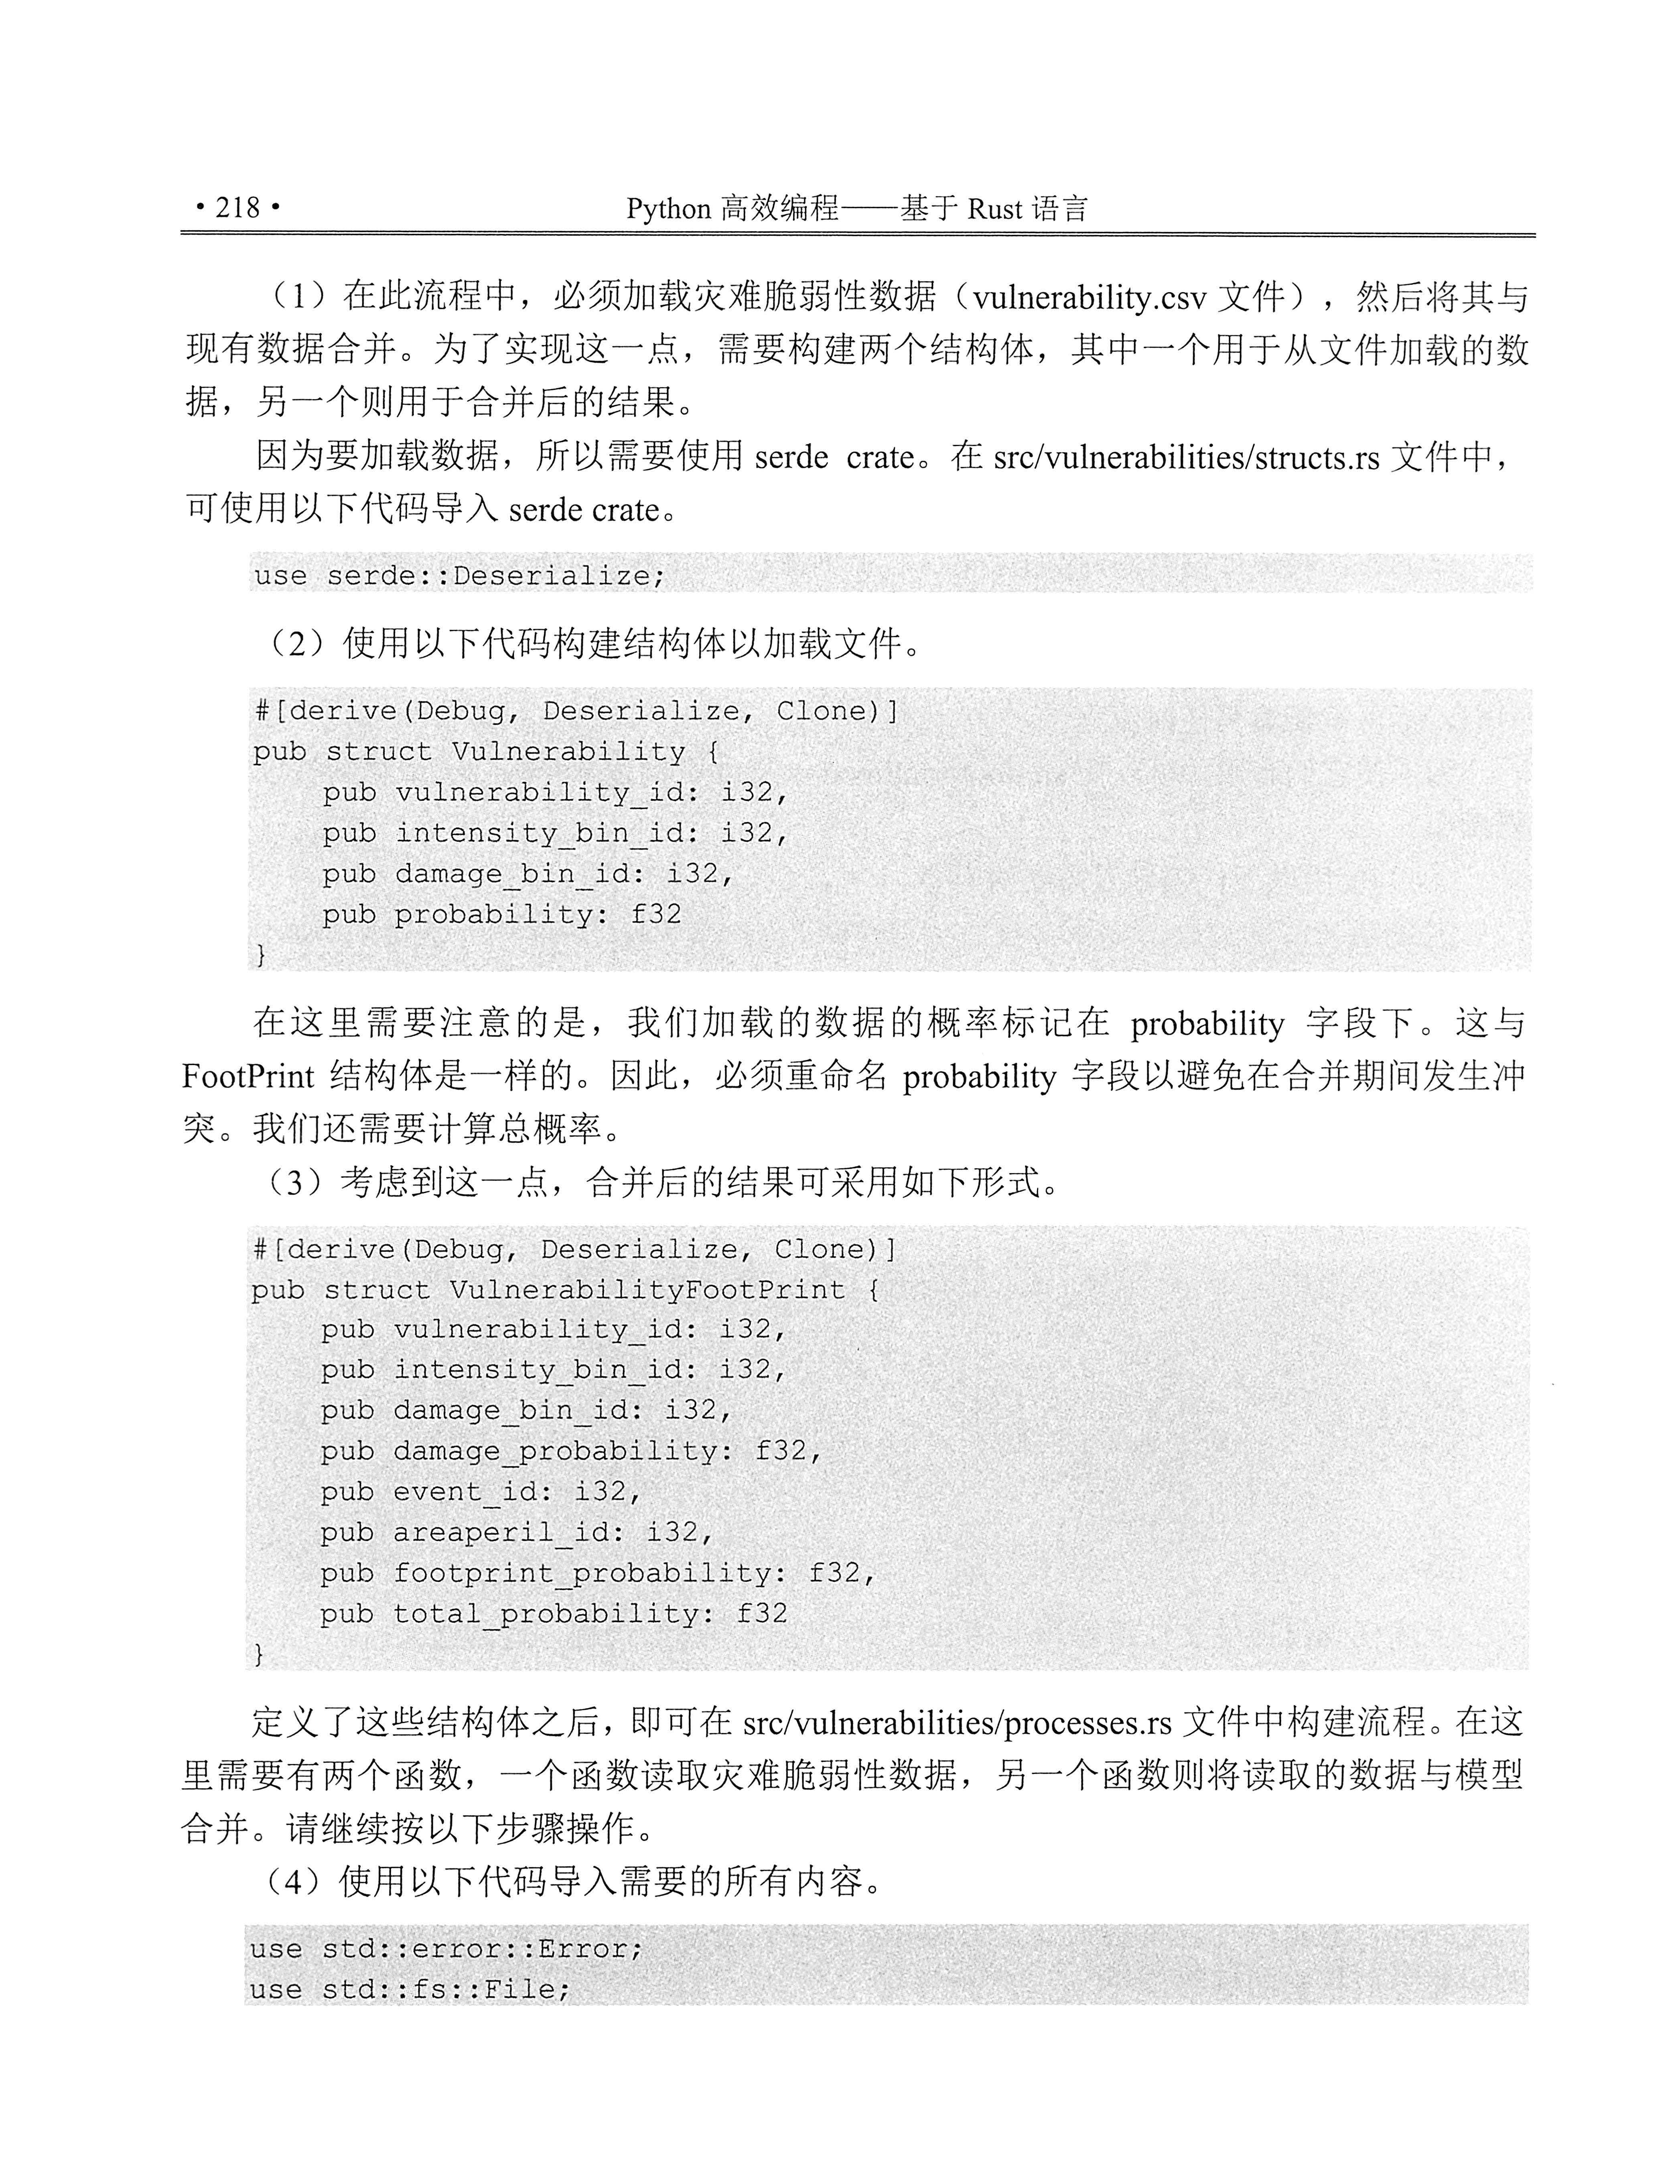 • 218 •
Python 高效编程——基于 Rust 语言
（1）在此流程中，必须加载灾难脆弱性数据（vulnerability.csv 文件），然后将其与
现有数据合并。为了实现这一点，需要构建两个结构体，其中一个用于从文件加载的数
据，另一个则用于合并后的结果。
因为要加载数据，所以需要使用 serde crate。在 src/vulnerabilities/structs.rs 文件中，
可使用以下代码导入 serde crate。
use serde::Deserialize;
（2）使用以下代码构建结构体以加载文件。
#[derive(Debug, Deserialize, Clone)]
pub struct Vulnerability {
    pub vulnerability_id: i32,
    pub intensity_bin_id: i32,
    pub damage_bin_id: i32,
    pub probability: f32
}
在这里需要注意的是，我们加载的数据的概率标记在 probability 字段下。这与
FootPrint 结构体是一样的。因此，必须重命名 probability 字段以避免在合并期间发生冲
突。我们还需要计算总概率。
（3）考虑到这一点，合并后的结果可采用如下形式。
#[derive(Debug, Deserialize, Clone)]
pub struct VulnerabilityFootPrint {
    pub vulnerability_id: i32,
    pub intensity_bin_id: i32,
    pub damage_bin_id: i32,
    pub damage_probability: f32,
    pub event_id: i32,
    pub areaperil_id: i32,
    pub footprint_probability: f32,
    pub total_probability: f32
}
定义了这些结构体之后，即可在 src/vulnerabilities/processes.rs 文件中构建流程。在这
里需要有两个函数，一个函数读取灾难脆弱性数据，另一个函数则将读取的数据与模型
合并。请继续按以下步骤操作。
（4）使用以下代码导入需要的所有内容。
use std::error::Error;
use std::fs::File;